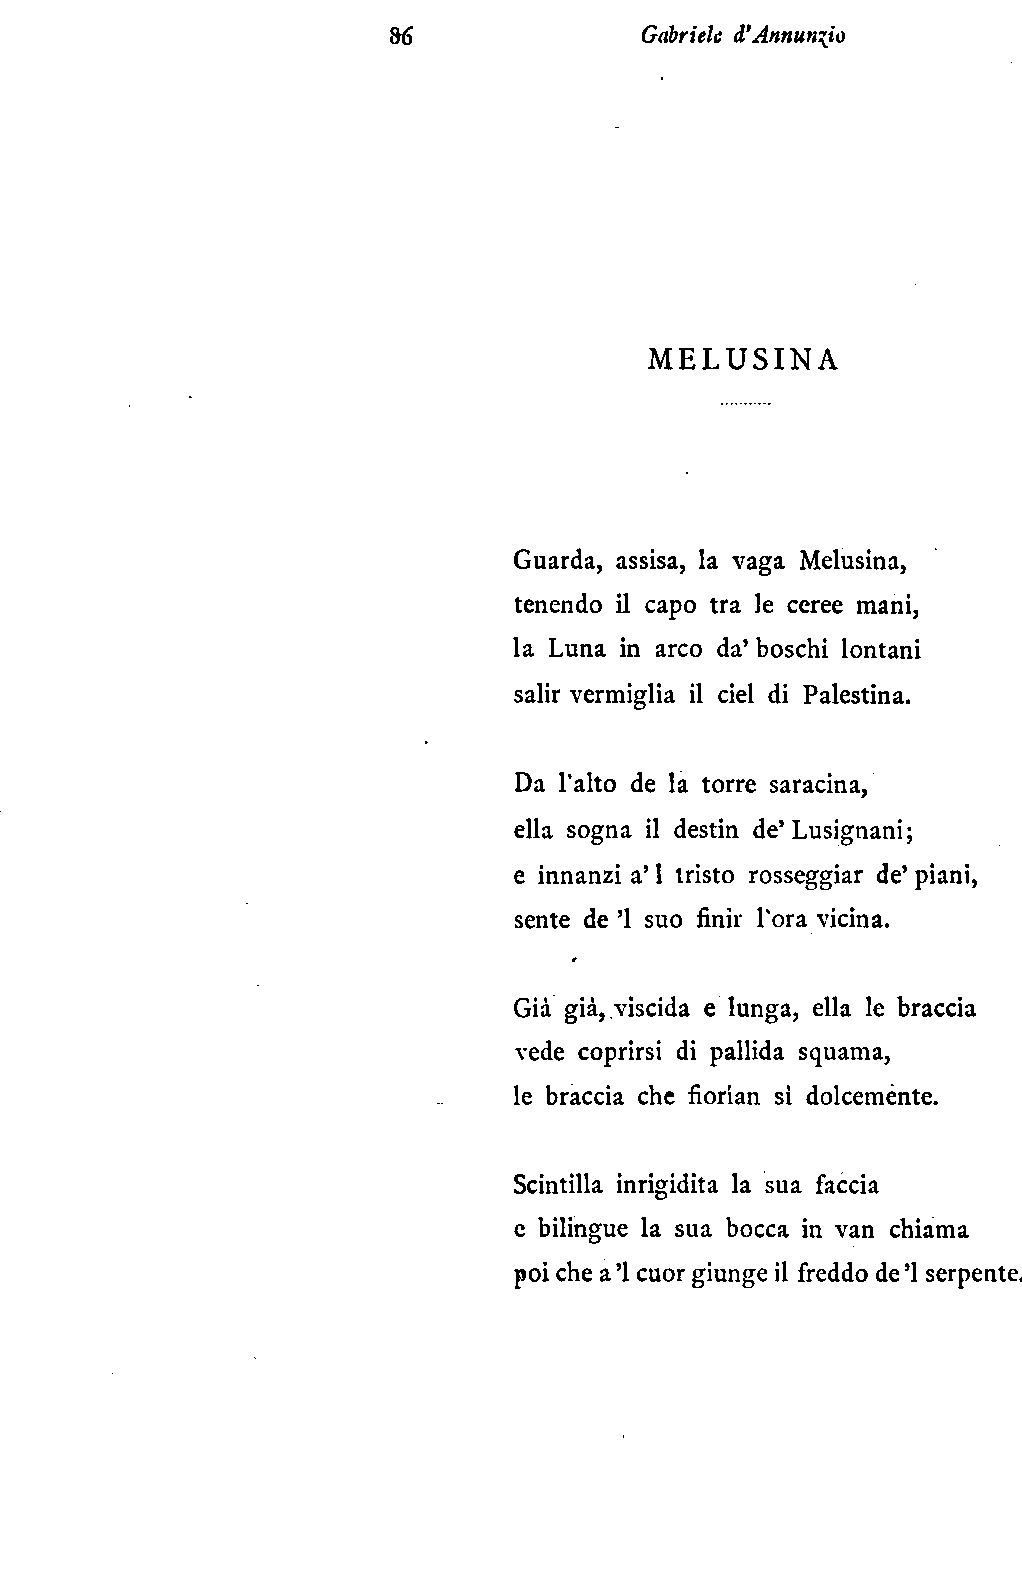 86 Gabriele d'Annunzio
MELUSINA
Guarda, assisa, la vaga Melusina,
tenendo il capo tra le ceree mani,
la Luna in arco da' boschi lontani
salir vermiglia il ciel di Palestina.
Da l'alto de la torre saracina,
ella sogna il destin de' Lusignani;
e innanzi a' l tristo rosseggiar de' piani,
sente de 'l suo finir l'ora vicina.
Già già, viscida e lunga, ella le braccia
vede coprirsi di pallida squama,
le braccia che fiorìan sì dolcemente.
Scintilla inrigidita la sua faccia
e bilingue la sua bocca in van chiama
poi che a 'l cuor giunge il freddo de 'l serpente.